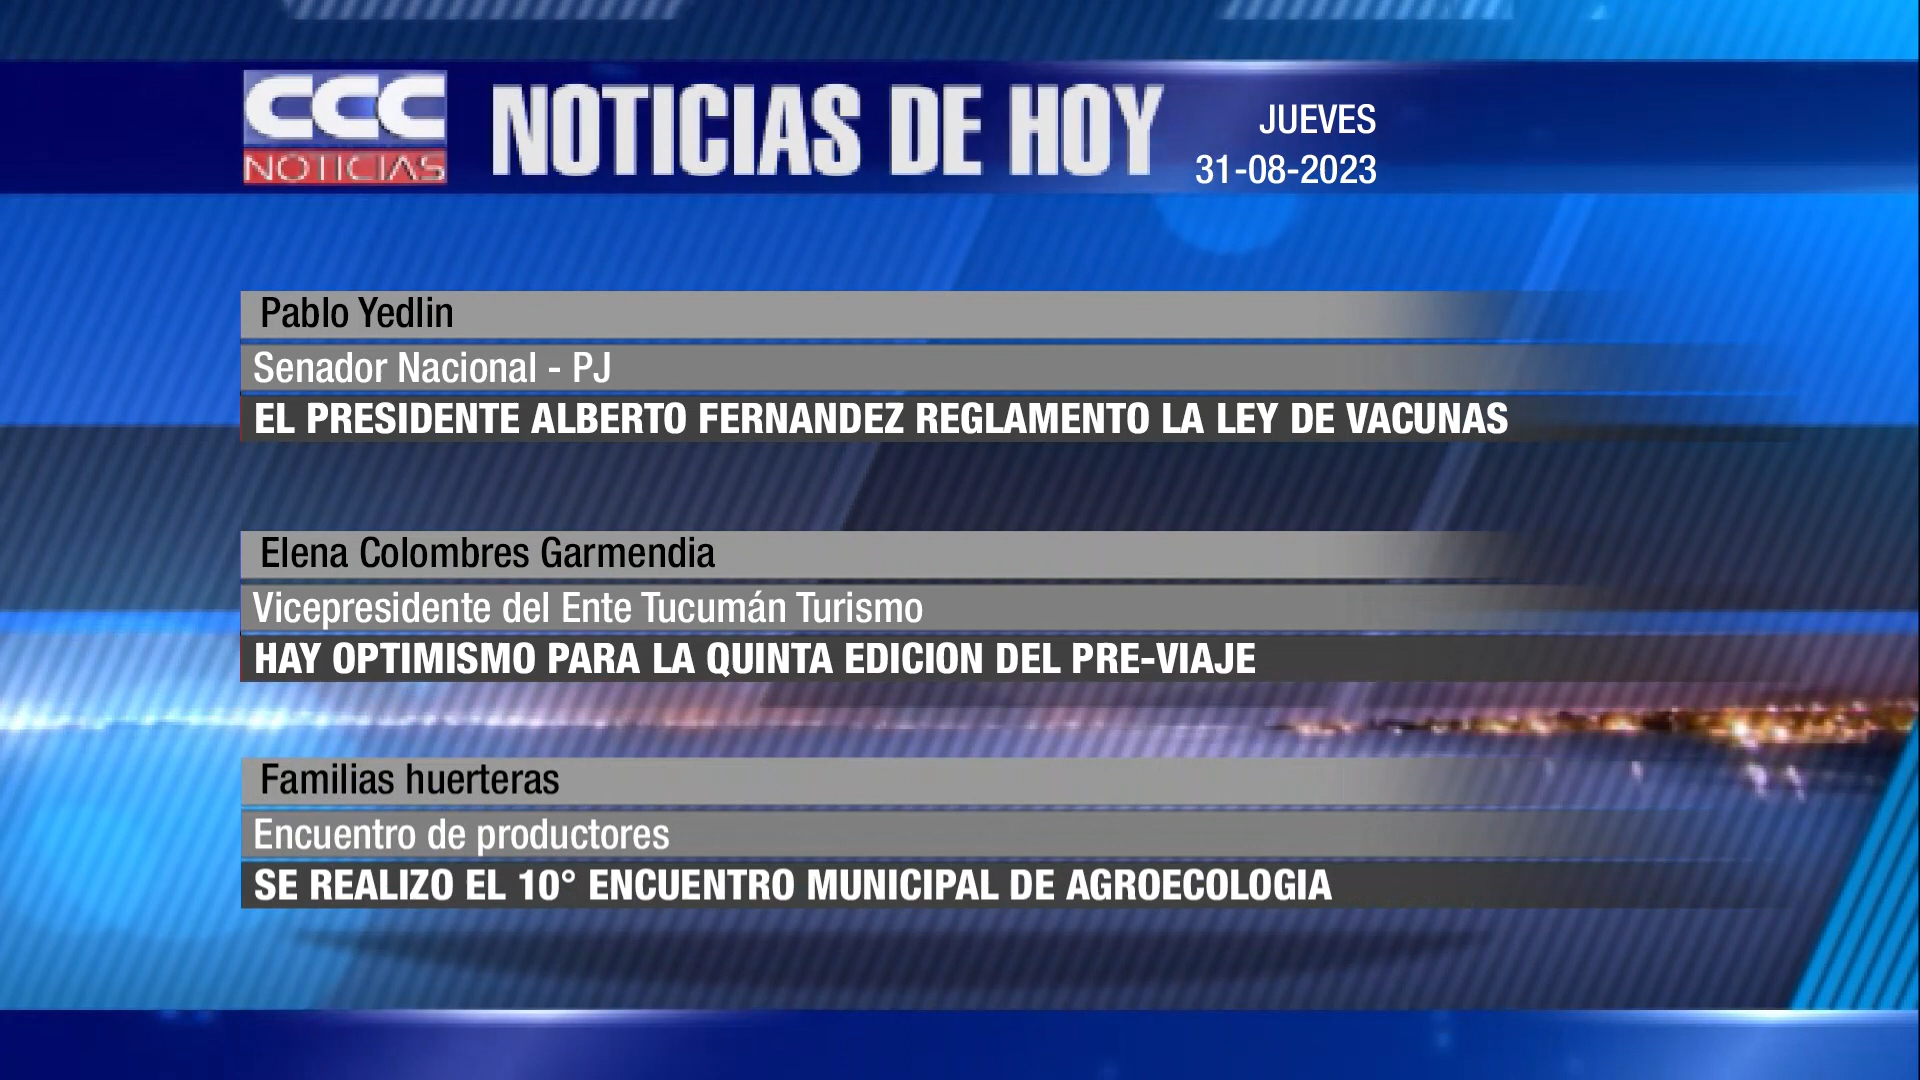 CCC
NOTICIAS
NOTICIAS DE HOY
JUEVES
31-08-2023
Pablo Yedlin
Senador Nacional - PJ
EL PRESIDENTE ALBERTO FERNANDEZ REGLAMENTO LA LEY DE VACUNAS
Elena Colombres Garmendia
Vicepresidente del Ente Tucumán Turismo
HAY OPTIMISMO PARA LA QUINTA EDICION DEL PRE-VIAJE
Familias huerteras
Encuentro de productores
SE REALIZO EL 10° ENCUENTRO MUNICIPAL DE AGROECOLOGIA